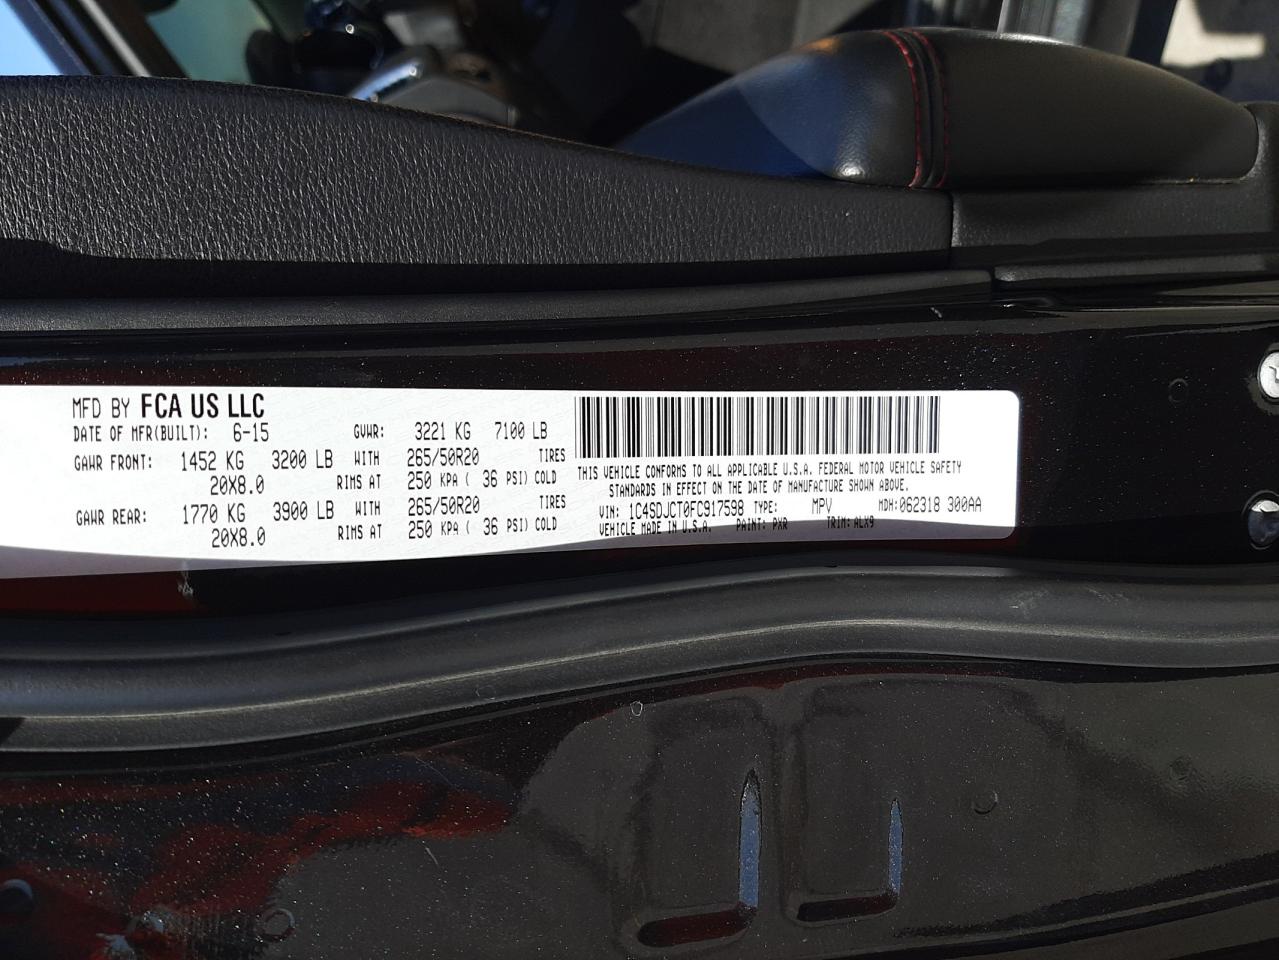 MFD BY FCA US LLC
DATE OF MFR(BUILT): 6-15 GVWR: 3221 KG 7100 LB
GAWR FRONT: 1452 KG 3200 LB WITH 265/50R20 TIRES
20X8.0 RIMS AT 250 KPA ( 36 PSI) COLD
GAWR REAR: 1770 KG 3900 LB WITH 265/50R20 TIRES
20X8.0 RIMS AT 250 KPA ( 36 PSI) COLD
THIS VEHICLE CONFORMS TO ALL APPLICABLE U.S.A. FEDERAL MOTOR VEHICLE SAFETY
STANDARDS IN EFFECT ON THE DATE OF MANUFACTURE SHOWN ABOVE.
VIN: 1C4SDJCT0FC917598 TYPE: MPV MDH:062318 300AA
VEHICLE MADE IN U.S.A. PAINT: PXR TRIM: ALX9